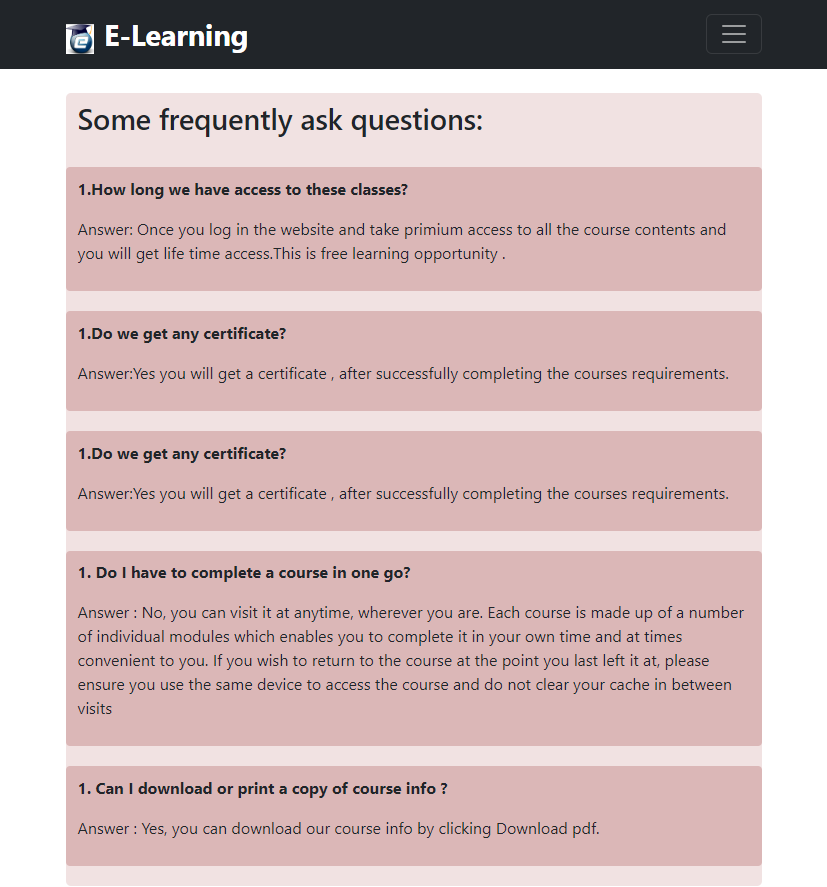 E-Learning
Some frequently ask questions:
1.How long we have access to these classes?
Answer: Once you log in the website and take primium access to all the course contents and
you will get life time access.This is free learning opportunity .
1.Do we get any certificate?
Answer:Yes you will get a certificate , after successfully completing the courses requirements.
1.Do we get any certificate?
Answer:Yes you will get a certificate , after successfully completing the courses requirements.
1. Do I have to complete a course in one go?
Answer : No, you can visit it at anytime, wherever you are. Each course is made up of a number
of individual modules which enables you to complete it in your own time and at times
convenient to you. If you wish to return to the course at the point you last left it at, please
ensure you use the same device to access the course and do not clear your cache in between
visits
1. Can I download or print a copy of course info ?
Answer : Yes, you can download our course info by clicking Download pdf.